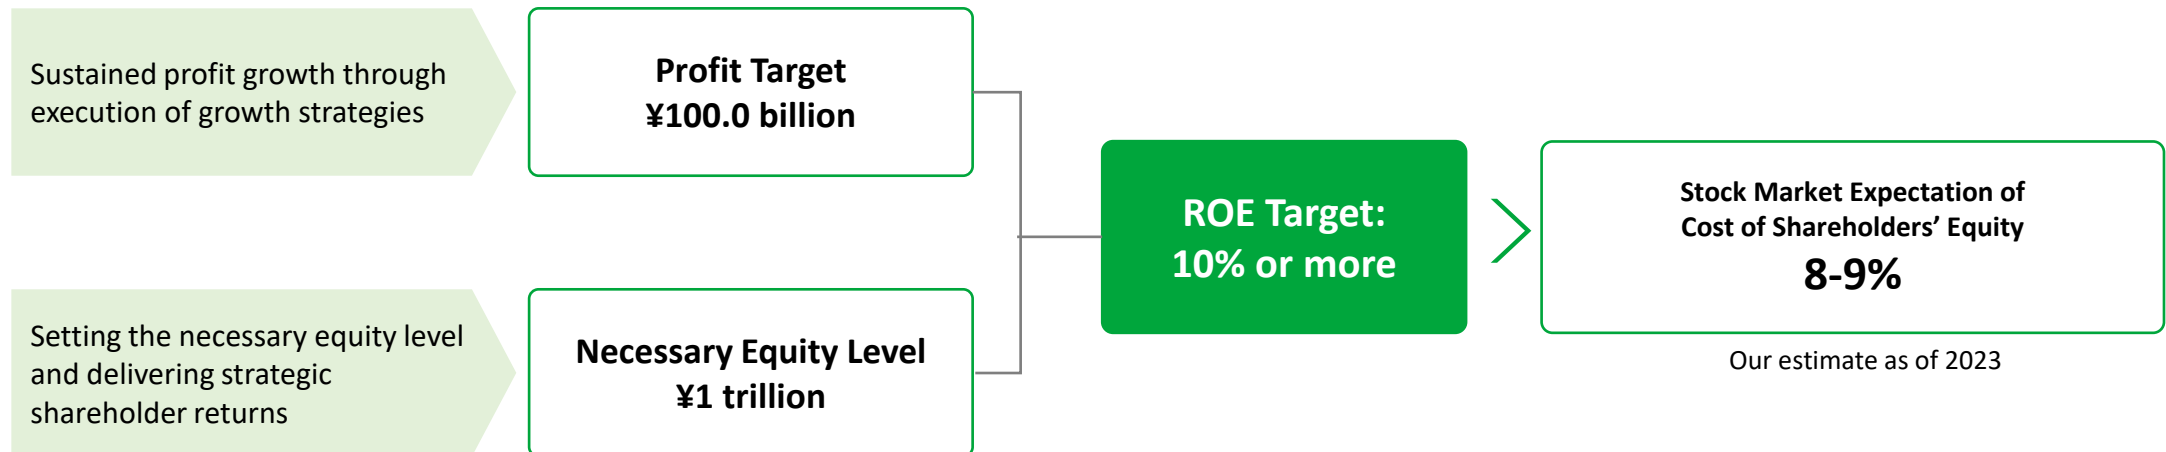 Sustained profit growth through
execution of growth strategies
Profit Target
¥100.0 billion
Setting the necessary equity level
and delivering strategic
shareholder returns
Necessary Equity Level
¥1 trillion
ROE Target:
10% or more
Stock Market Expectation of
Cost of Shareholders’ Equity
8-9%
Our estimate as of 2023